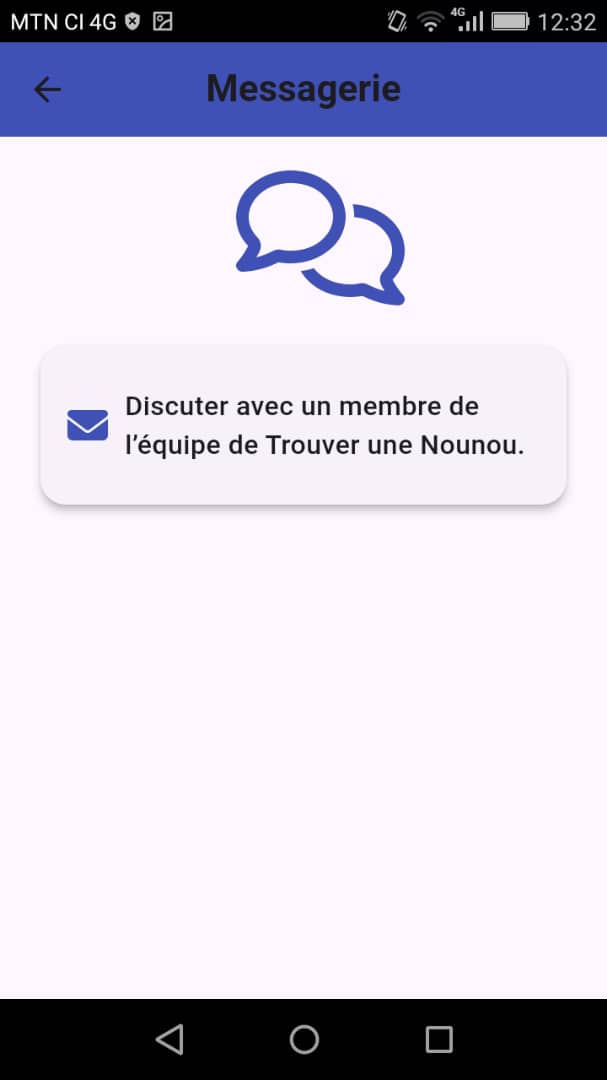 MTN CI 4G
4G
12:32
Messagerie
Discuter avec un membre de
l’équipe de Trouver une Nounou.